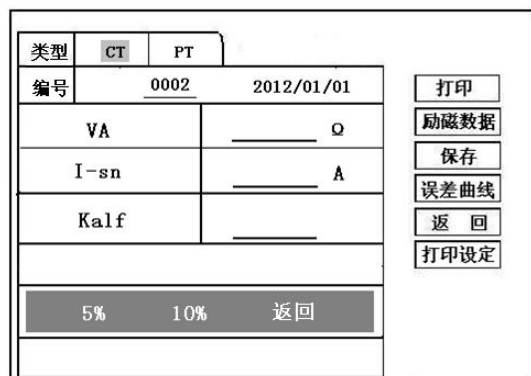 类型 CT PT
编号 0002 2012/01/01
VA Ω
I-sn A
Kalf
5% 10% 返回
打印
励磁数据
保存
误差曲线
返 回
打印设定